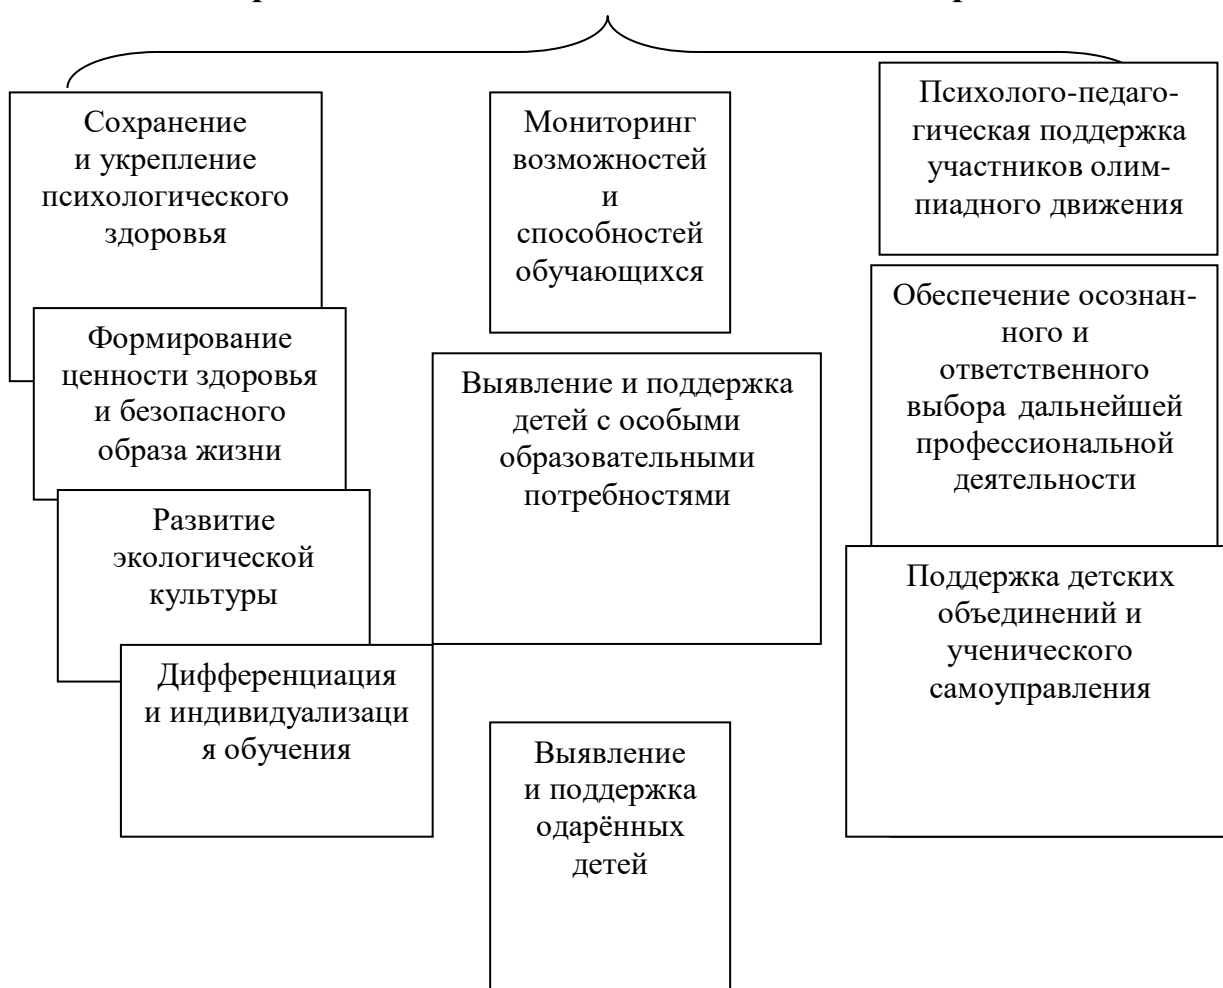 Сохранение
и укрепление
психологического
здоровья
Формирование
ценности здоровья
и безопасного
образа жизни
Развитие
экологической
культуры
Дифференциация
и индивидуализаци
я обучения
Мониторинг
возможностей
и
способностей
обучающихся
Выявление и поддержка
детей с особыми
образовательными
потребностями
Выявление
и поддержка
одарённых
детей
Психолого-педаго-
гическая поддержка
участников олим-
пиадного движения
Обеспечение осознан-
ного и
ответственного
выбора дальнейшей
профессиональной
деятельности
Поддержка детских
объединений и
ученического
самоуправления